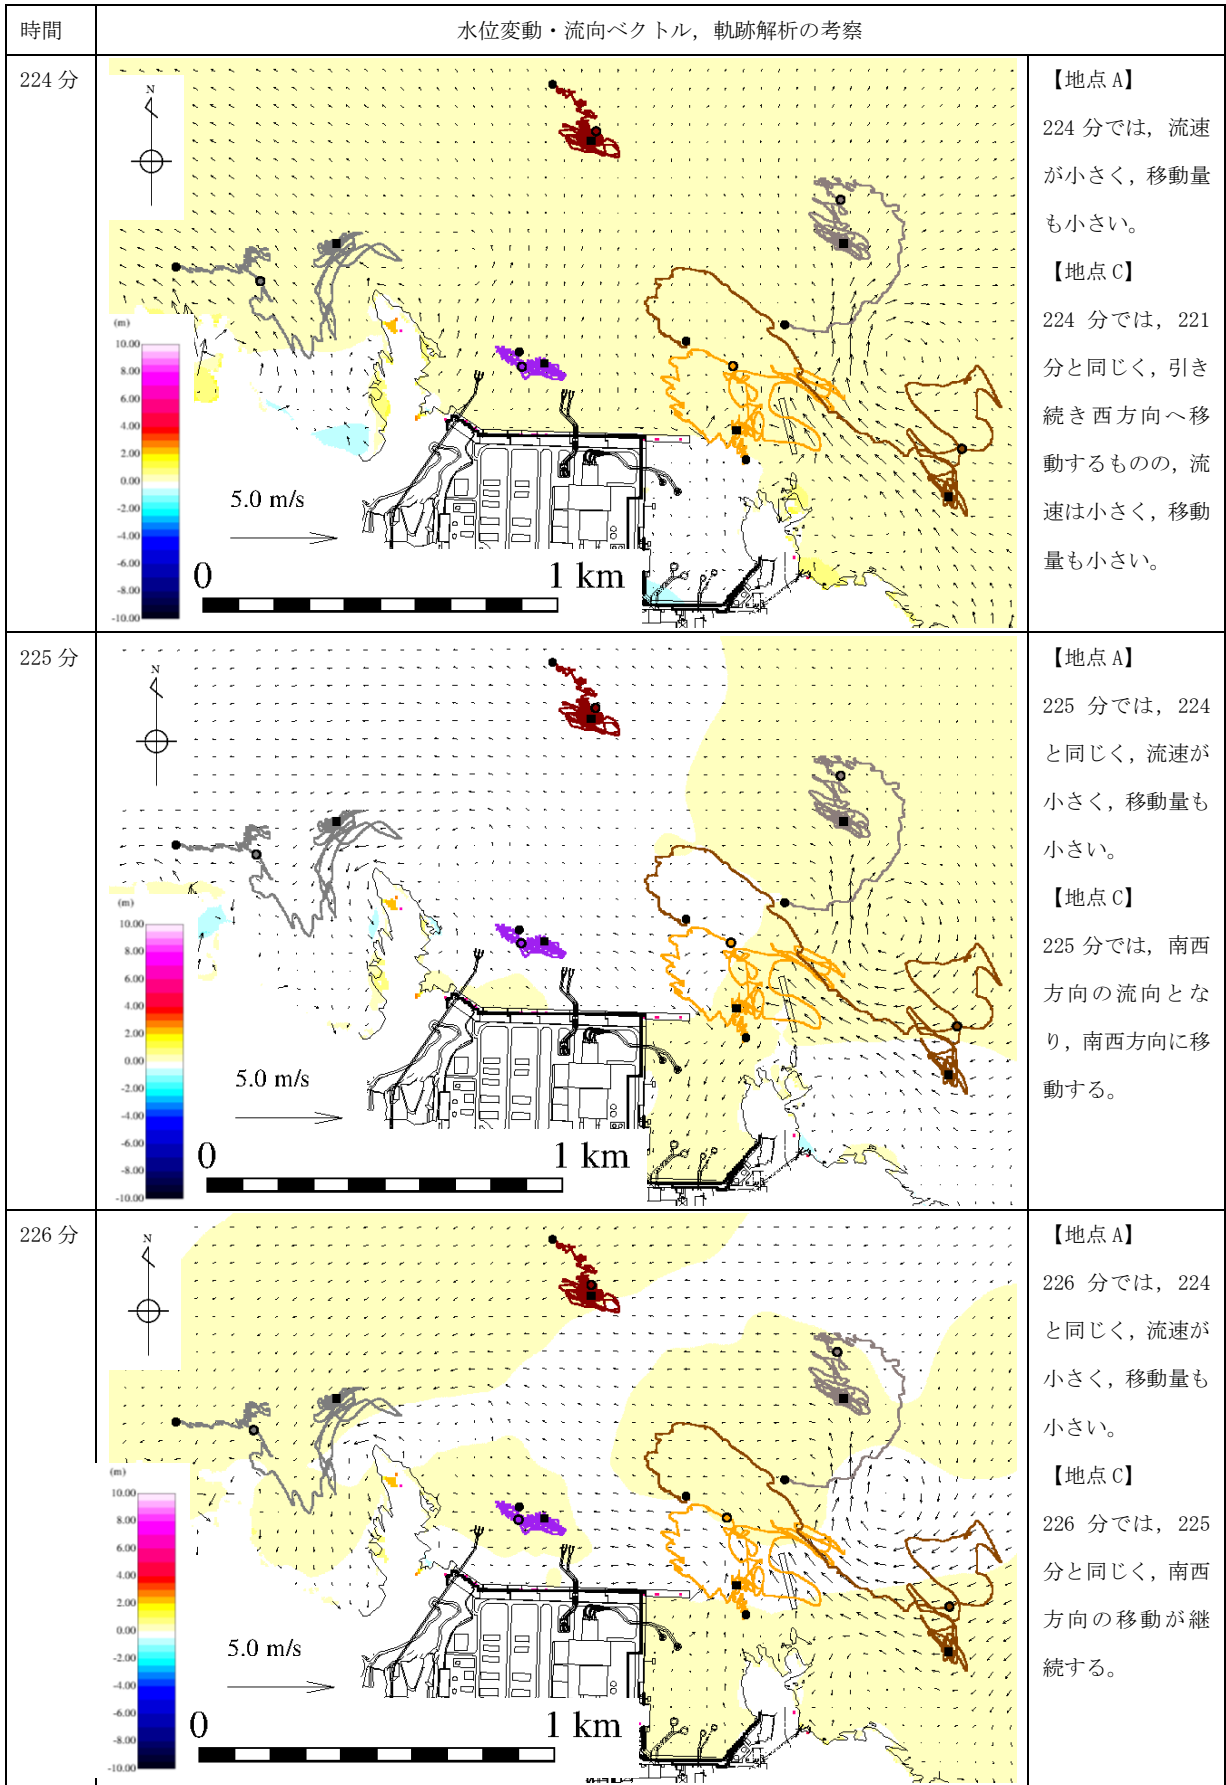 時間
水位変動・流向ベクトル，軌跡解析の考察
224 分
N
(m)
10.00
8.00
6.00
4.00
2.00
0.00
-2.00
-4.00
-6.00
-8.00
-10.00
5.0 m/s
0
1 km
【地点 A】
224 分では，流速
が小さく，移動量
も小さい。
【地点 C】
224 分では，221
分と同じく，引き
続き西方向へ移
動するものの，流
速は小さく，移動
量も小さい。
225 分
N
(m)
10.00
8.00
6.00
4.00
2.00
0.00
-2.00
-4.00
-6.00
-8.00
-10.00
5.0 m/s
0
1 km
【地点 A】
225 分では，224
と同じく，流速が
小さく，移動量も
小さい。
【地点 C】
225 分では，南西
方向の流向とな
り，南西方向に移
動する。
226 分
N
(m)
10.00
8.00
6.00
4.00
2.00
0.00
-2.00
-4.00
-6.00
-8.00
-10.00
5.0 m/s
0
1 km
【地点 A】
226 分では，224
と同じく，流速が
小さく，移動量も
小さい。
【地点 C】
226 分では，225
分と同じく，南西
方向の移動が継
続する。